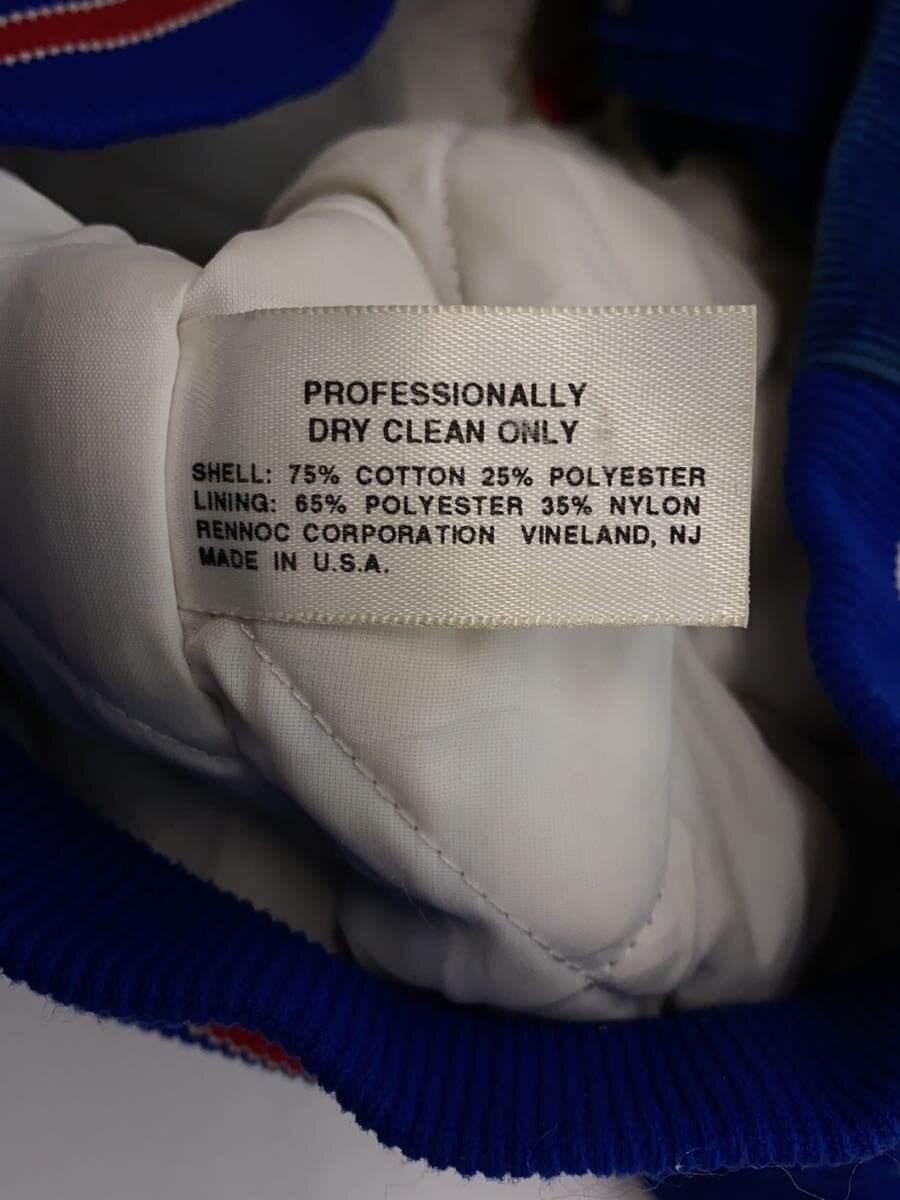 PROFESSIONALLY
DRY CLEAN ONLY
SHELL: 75% COTTON 25% POLYESTER
LINING: 65% POLYESTER 35% NYLON
RENNOC CORPORATION VINELAND, NJ
MADE IN U.S.A.